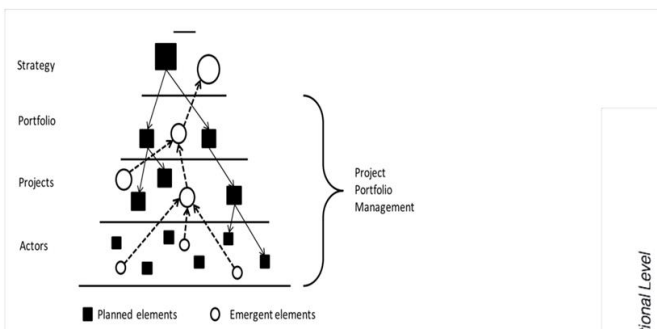 Strategy
Portfolio
Projects
Actors
Project
Portfolio
Management
Planned elements
Emergent elements
ional Level